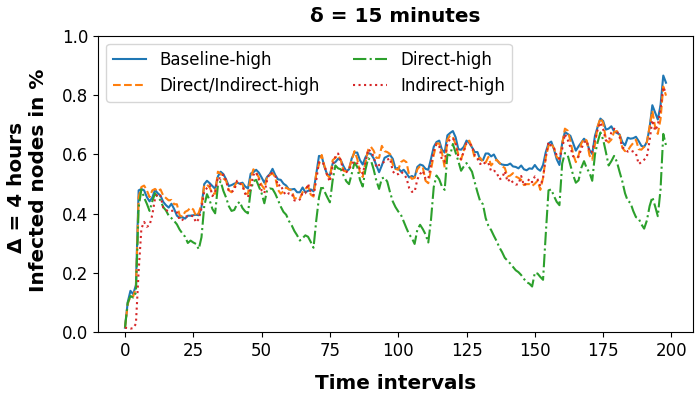 δ = 15 minutes
Δ = 4 hours
Infected nodes in %
1.0
0.8
0.6
0.4
0.2
0.0
Baseline-high
Direct/Indirect-high
Direct-high
Indirect-high
0 25 50 75 100 125 150 175 200
Time intervals